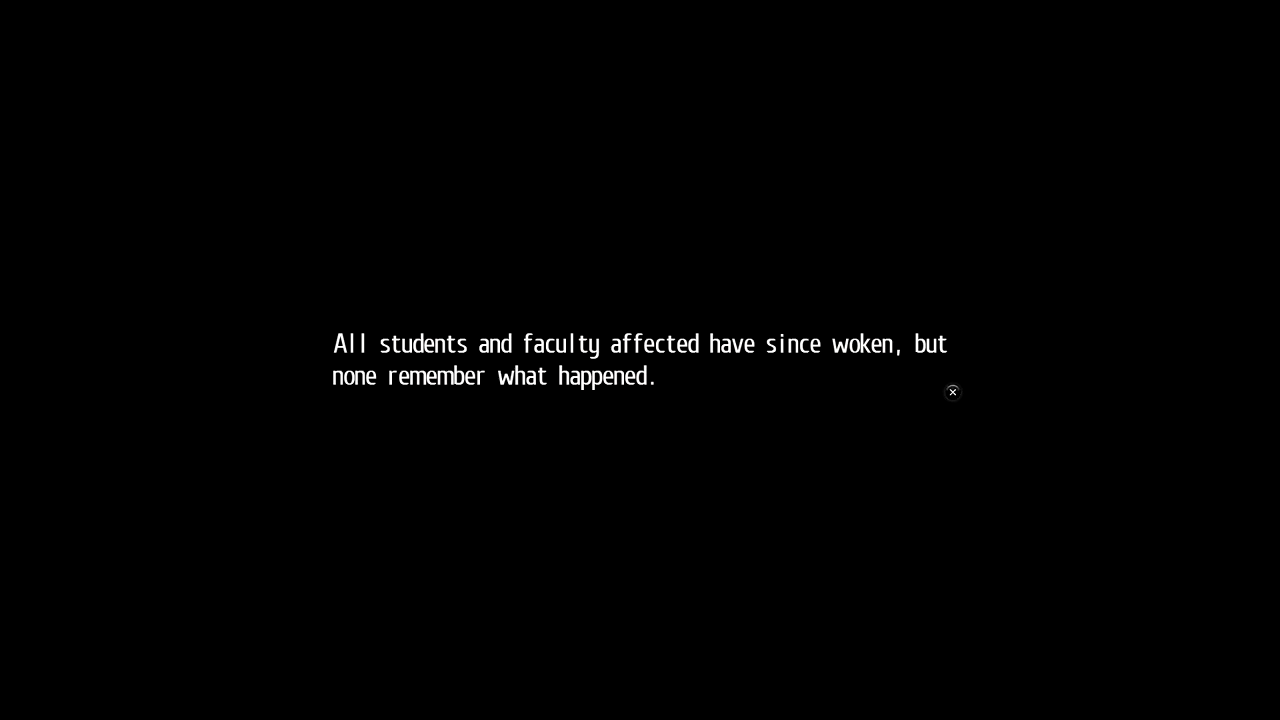 All students and faculty affected have since woken, but
none remember what happened.